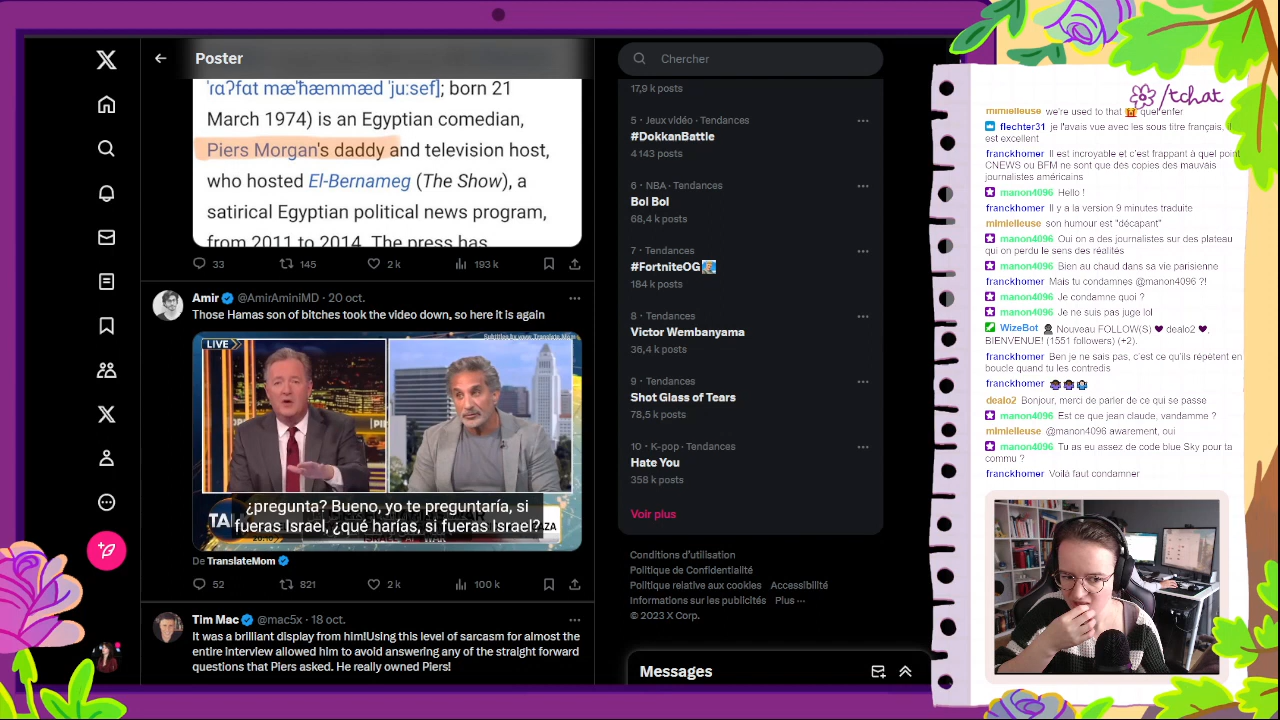 Poster
'rɑʔfɑt mæˈħæmmæd ˈjuːsef]; born 21
March 1974) is an Egyptian comedian,
Piers Morgan's daddy and television host,
who hosted El-Bernameg (The Show), a
satirical Egyptian political news program,
33
145
2 k
193 k
Amir @AmirAminiMD · 20 oct.
Those Hamas son of bitches took the video down, so here it is again
LIVE
¿pregunta? Bueno, yo te preguntaría, si
fueras Israel, ¿qué harías, si fueras Israel?
De TranslateMom
52
821
2 k
100 k
Tim Mac @mac5x · 18 oct.
It was a brilliant display from him!Using this level of sarcasm for almost the
entire interview allowed him to avoid answering any of the straight forward
questions that Piers asked. He really owned Piers!
Chercher
17,9 k posts
5 · Jeux vidéo · Tendances
#DokkanBattle
4 143 posts
6 · NBA · Tendances
Bol Bol
68,4 k posts
7 · Tendances
#FortniteOG
184 k posts
8 · Tendances
Victor Wembanyama
36,4 k posts
9 · Tendances
Shot Glass of Tears
78,5 k posts
10 · K-pop · Tendances
Hate You
358 k posts
Voir plus
Conditions d'utilisation
Politique de Confidentialité
Politique relative aux cookies Accessibilité
Informations sur les publicités Plus ···
© 2023 X Corp.
Messages
/tchat
mimielleuse we're used to that quel enfer
flechter31 je l'avais vue avec les sous titre français, il
est excellent
franckhomer Il est incroyable et c'est frappant à quel point
CNEWS ou BFM ne sont que des copies des mauvais
journalistes américains
manon4096 Hello !
franckhomer Il y a la version 9 minutes traduite
mimielleuse son humour est "décapant"
manon4096 Oui on a des journalistes sur des plateau
qui on perdu le sens des réalités
manon4096 Bien au chaud dans sa vie parisienne
franckhomer Mais tu condamnes @manon4096 ?!
manon4096 Je condamne quoi ?
manon4096 Je ne suis pas jugo lol
WizeBot Nouveau FOLLOW(S) ♥ dealo2 ♥,
BIENVENUE! (1551 followers) (+2).
franckhomer Ben je ne sais pas, c'est ce qu'ils répètent en
boucle quand tu les contredis
franckhomer
dealo2 Bonjour, merci de parler de ce qui se passe
manon4096 Est ce que jean claude, vandamme ?
mimielleuse @manon4096 awarement, oui
manon4096 Tu as eu assez de code blue Sky pour ta
commu ?
franckhomer Voilà faut condamner